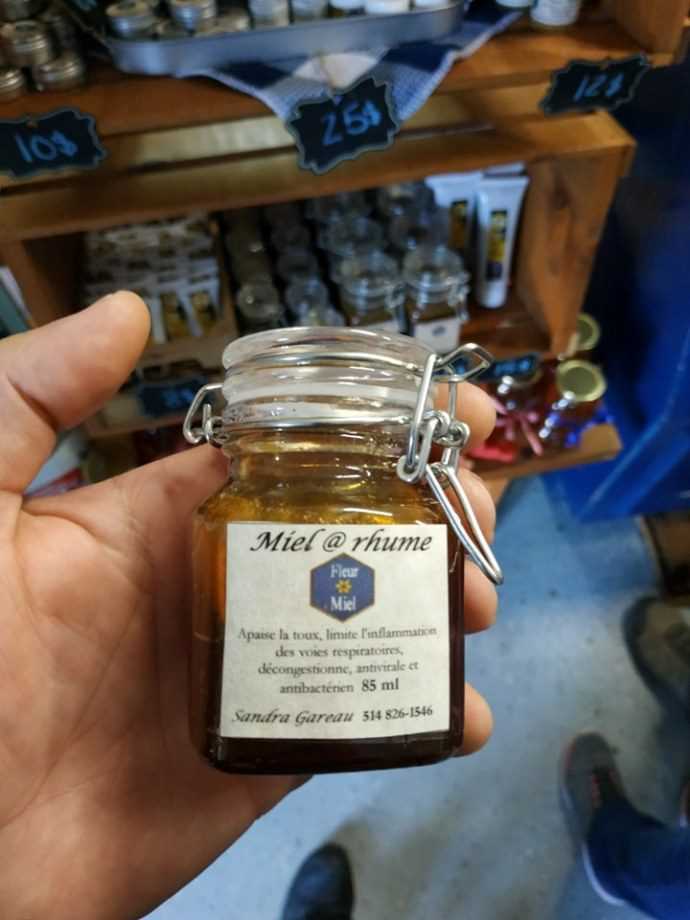 10$
25$
12$
Miel @ rhume
Fleur
Miel
Apaise la toux, limite l'inflammation
des voies respiratoires,
décongestionne, antivirale et
antibactérien 85 ml
Sandra Gareau 514 826-1546